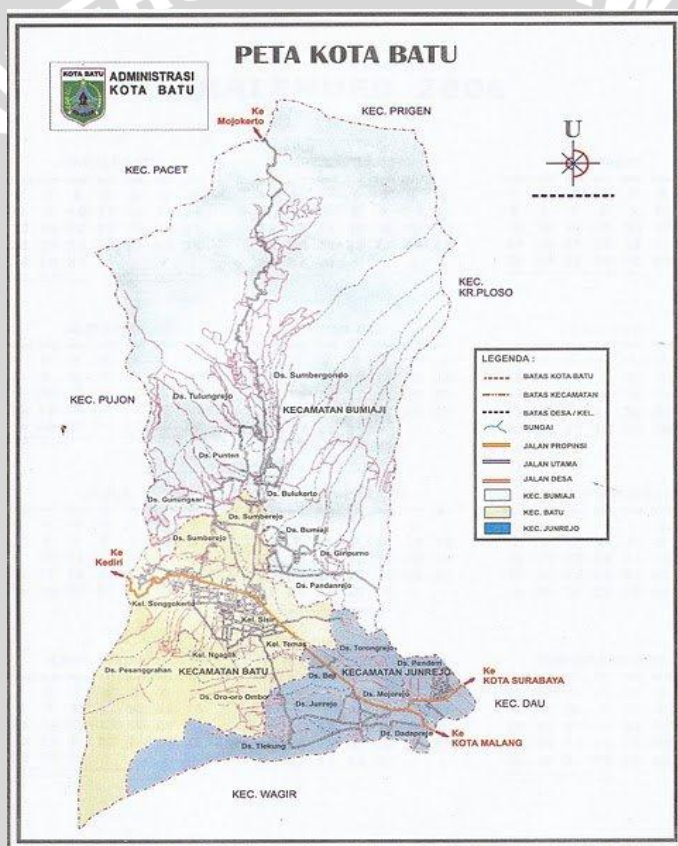 PETA KOTA BATU
KOTA BATU
ADMINISTRASI
KOTA BATU
Ke
Mojokerto
KEC. PRIGEN
U
KEC. PACET
KEC.
KR.PLOSO
LEGENDA :
BATAS KOTA BATU
BATAS KECAMATAN
BATAS DESA / KEL.
SUNGAI
JALAN PROPINSI
JALAN UTAMA
JALAN DESA
KEC. BUMIAJI
KEC. BATU
KEC. JUNREJO
Ds. Sumbergondo
Ds. Tulungrejo
KEC. PUJON
KECAMATAN BUMIAJI
Ds. Punten
Ds. Bulukerto
Ds. Gunungsari
Ds. Sumberejo
Ds. Bumiaji
Ds. Sumberejo
Ds. Giripurno
Ke
Kediri
Ds. Pandanrejo
Kel. Songgokerto
Kel. Sisir
Kel. Temas
Ds. Torongrejo
Kel. Ngaglik
Ds. Pendem
Ds. Pesanggrahan
KECAMATAN BATU
KECAMATAN JUNREJO
Ds. Beji
Ke
KOTA SURABAYA
Ds. Oro-oro Ombo
Ds. Mojorejo
Ds. Junrejo
KEC. DAU
Ds. Dadaprejo
Ke
KOTA MALANG
Ds. Tlekung
KEC. WAGIR